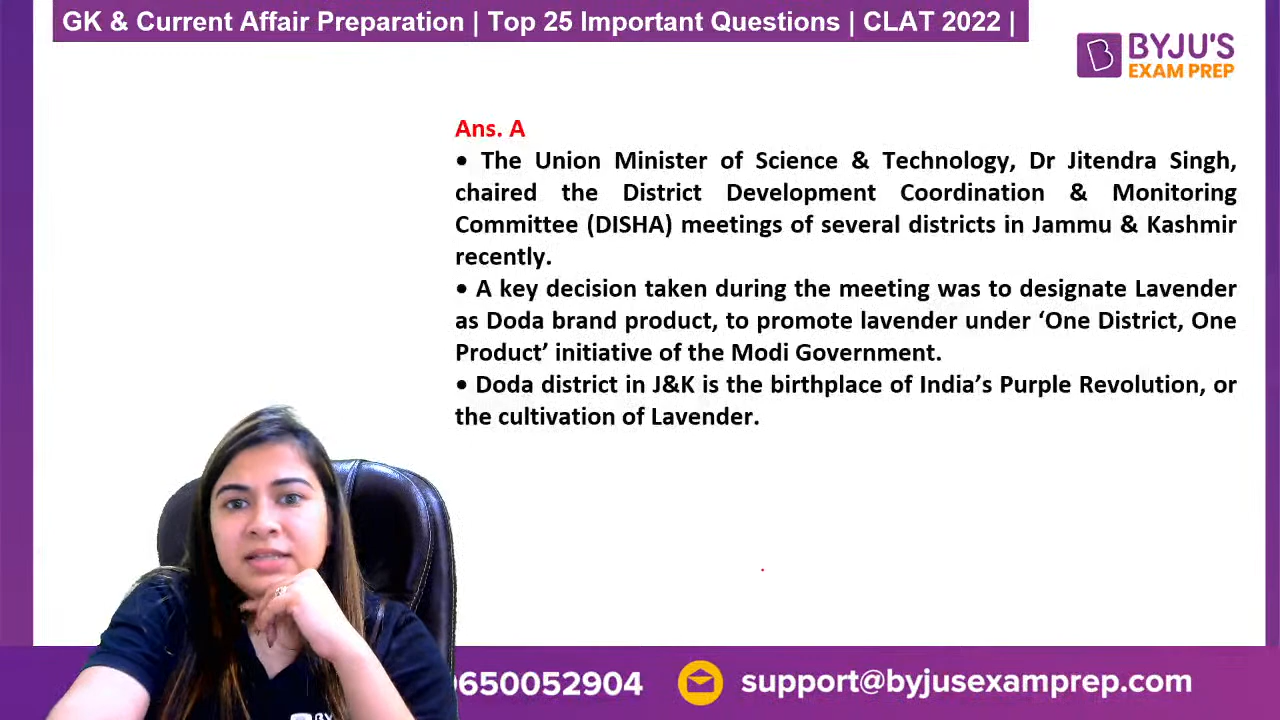 GK & Current Affair Preparation | Top 25 Important Questions | CLAT 2022 |
BYJU'S
EXAM PREP
Ans. A
• The Union Minister of Science & Technology, Dr Jitendra Singh,
chaired the District Development Coordination & Monitoring
Committee (DISHA) meetings of several districts in Jammu & Kashmir
recently.
• A key decision taken during the meeting was to designate Lavender
as Doda brand product, to promote lavender under ‘One District, One
Product’ initiative of the Modi Government.
• Doda district in J&K is the birthplace of India’s Purple Revolution, or
the cultivation of Lavender.
9650052904
support@byjusexamprep.com